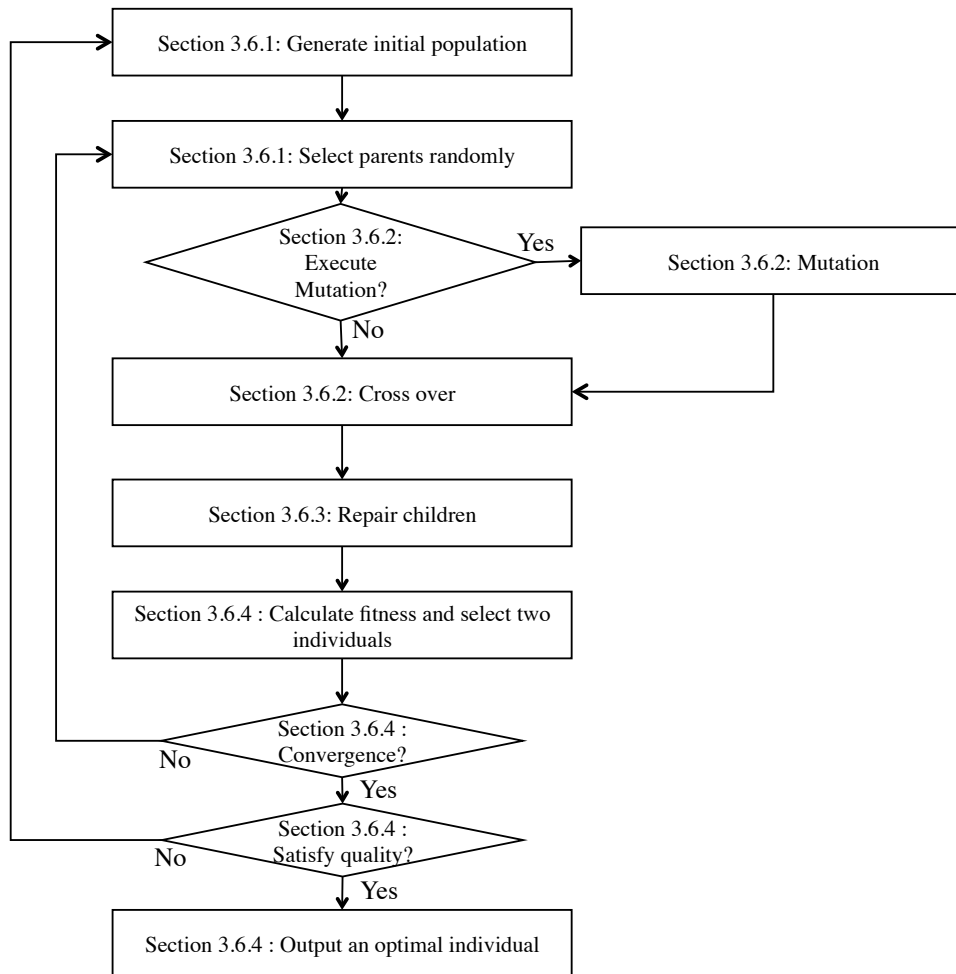 Section 3.6.1: Generate initial population
Section 3.6.1: Select parents randomly
Section 3.6.2:
Execute
Mutation?
Yes
Section 3.6.2: Mutation
No
Section 3.6.2: Cross over
Section 3.6.3: Repair children
Section 3.6.4 : Calculate fitness and select two
individuals
Section 3.6.4 :
Convergence?
No
Yes
Section 3.6.4 :
Satisfy quality?
No
Yes
Section 3.6.4 : Output an optimal individual